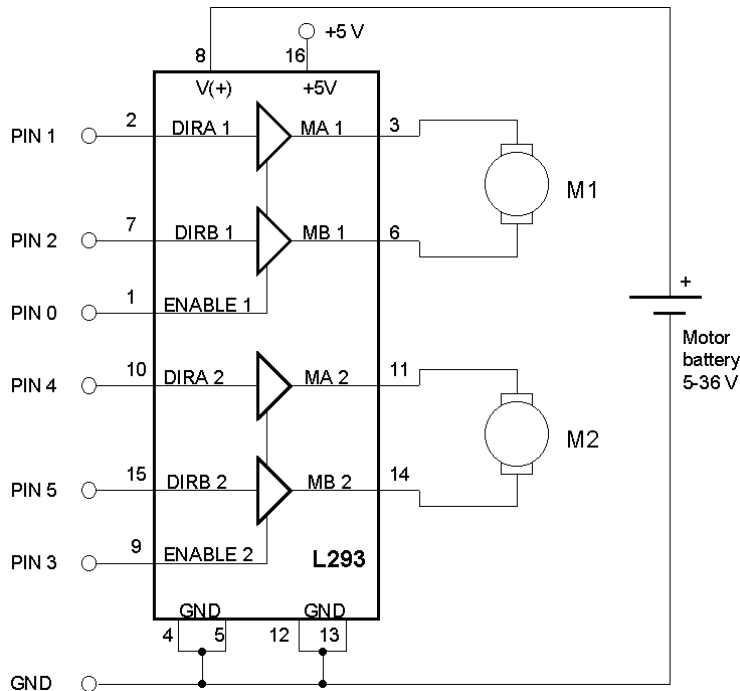 +5 V
8
16
V(+)
+5V
PIN 1
2
DIRA 1
MA 1
3
M1
PIN 2
7
DIRB 1
MB 1
6
PIN 0
1
ENABLE 1
+
Motor
battery
5-36 V
PIN 4
10
DIRA 2
MA 2
11
M2
PIN 5
15
DIRB 2
MB 2
14
PIN 3
9
ENABLE 2
L293
GND
GND
4
5
12
13
GND